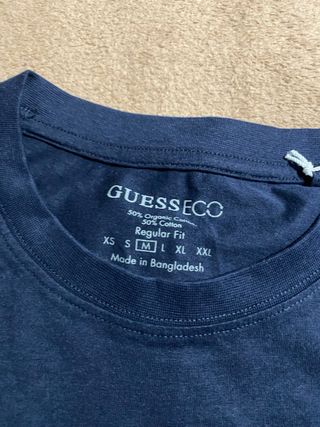 GUESSECO
50% Organic Cotton
50% Cotton
Regular Fit
XS S M L XL XXL
Made in Bangladesh